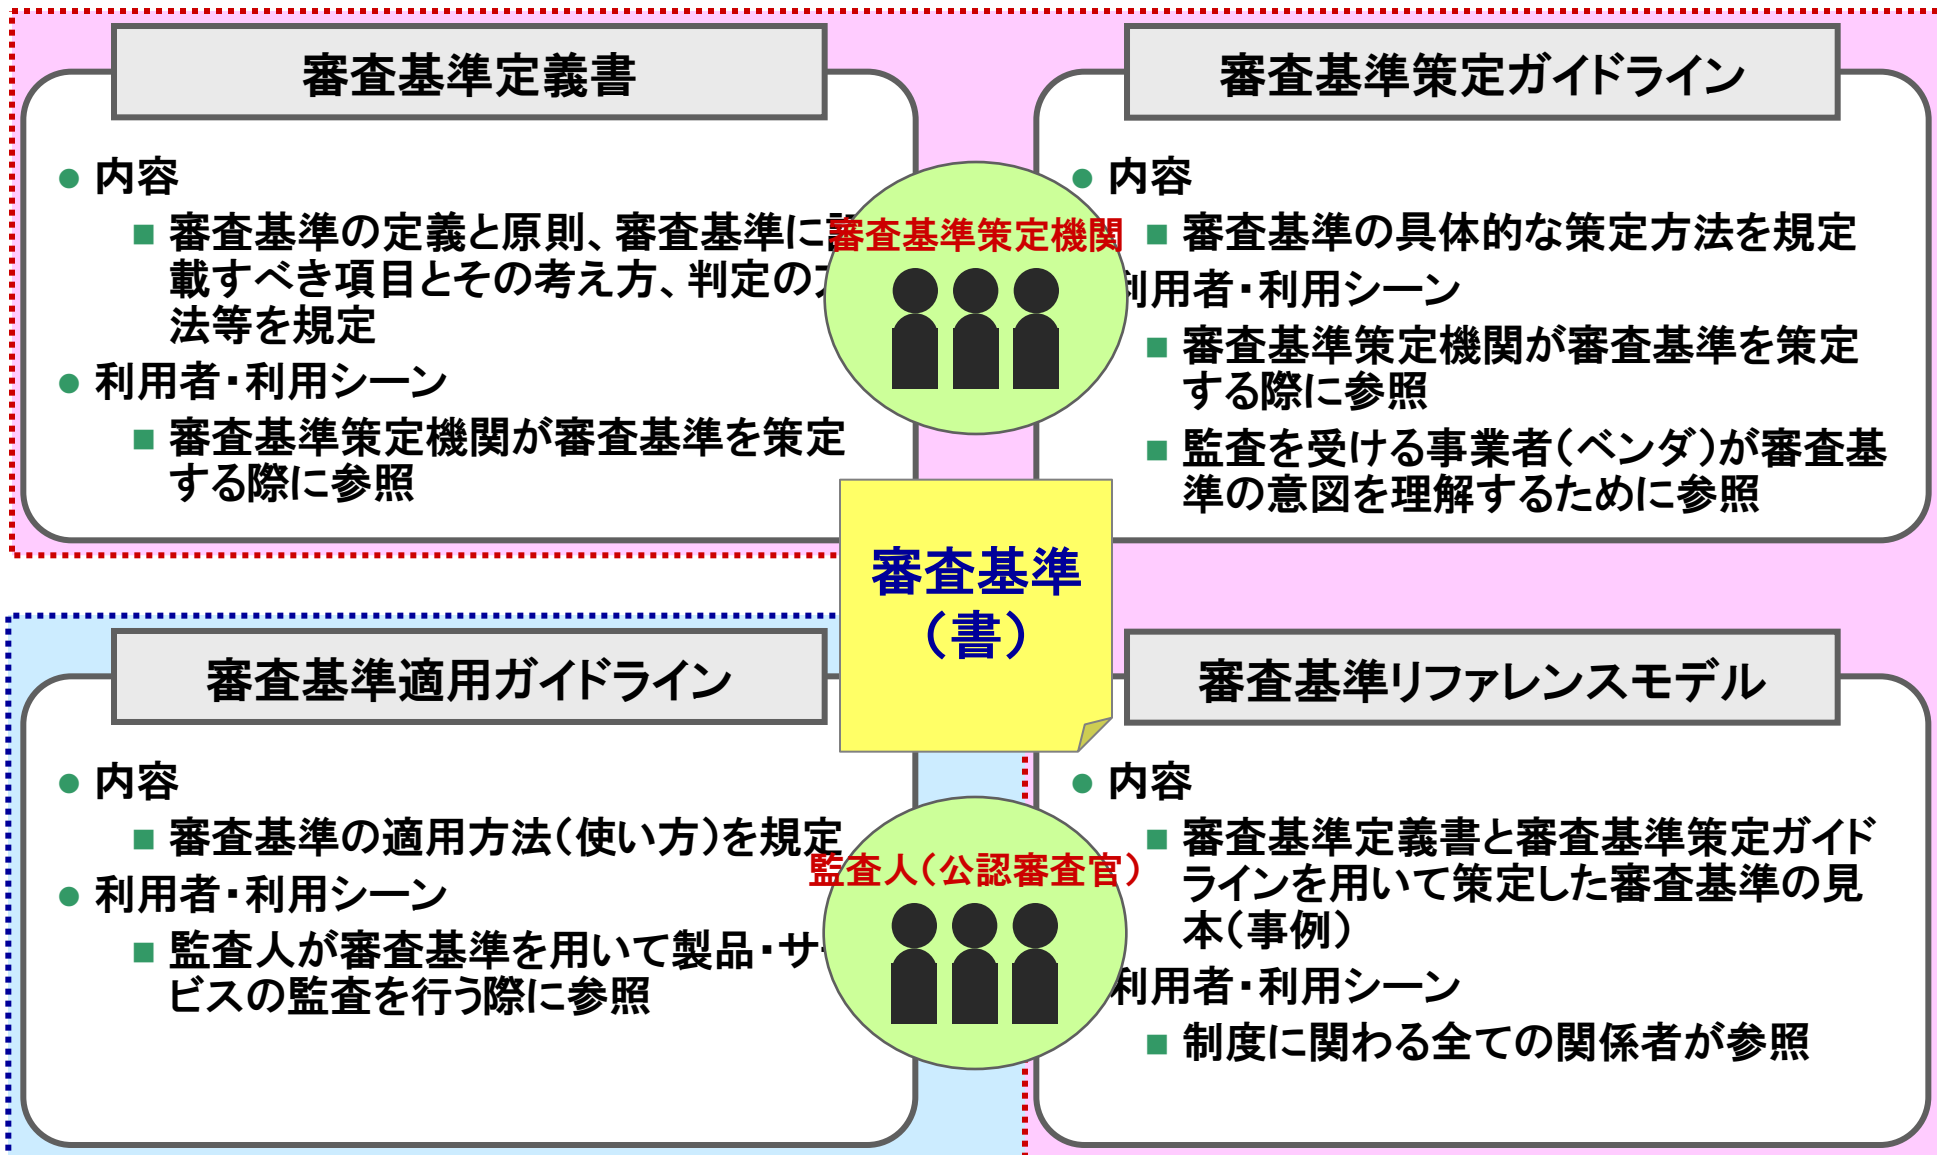 審査基準定義書
● 内容
■ 審査基準の定義と原則、審査基準に
載すべき項目とその考え方、判定の
法等を規定
● 利用者・利用シーン
■ 審査基準策定機関が審査基準を策定
する際に参照
審査基準策定ガイドライン
● 内容
■ 審査基準の具体的な策定方法を規定
利用者・利用シーン
■ 審査基準策定機関が審査基準を策定
する際に参照
■ 監査を受ける事業者（ベンダ）が審査基
準の意図を理解するために参照
審査基準策定機関
審査基準
（書）
審査基準適用ガイドライン
● 内容
■ 審査基準の適用方法（使い方）を規定
● 利用者・利用シーン
■ 監査人が審査基準を用いて製品・サー
ビスの監査を行う際に参照
監査人（公認審査官）
審査基準リファレンスモデル
● 内容
■ 審査基準定義書と審査基準策定ガイド
ラインを用いて策定した審査基準の見
本（事例）
利用者・利用シーン
■ 制度に関わる全ての関係者が参照